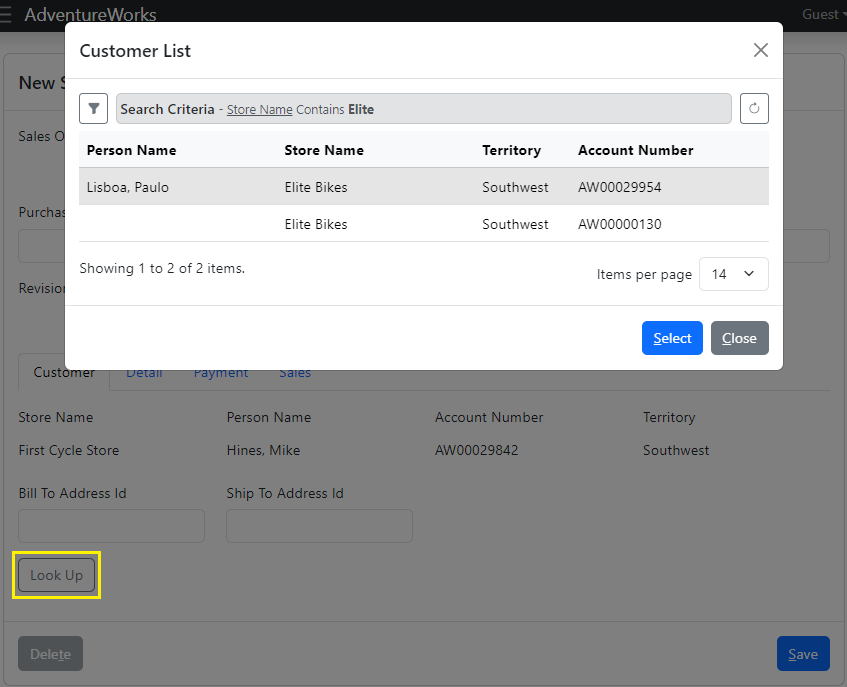 AdventureWorks
Guest
Customer List
New S
Search Criteria - Store Name Contains Elite
Sales O
Person Name Store Name Territory Account Number
Lisboa, Paulo Elite Bikes Southwest AW00029954
Purchas
Elite Bikes Southwest AW00000130
Showing 1 to 2 of 2 items.
Items per page 14
Revision
Select Close
Customer Detail Payment Sales
Store Name Person Name Account Number Territory
First Cycle Store Hines, Mike AW00029842 Southwest
Bill To Address Id Ship To Address Id
Look Up
Delete Save